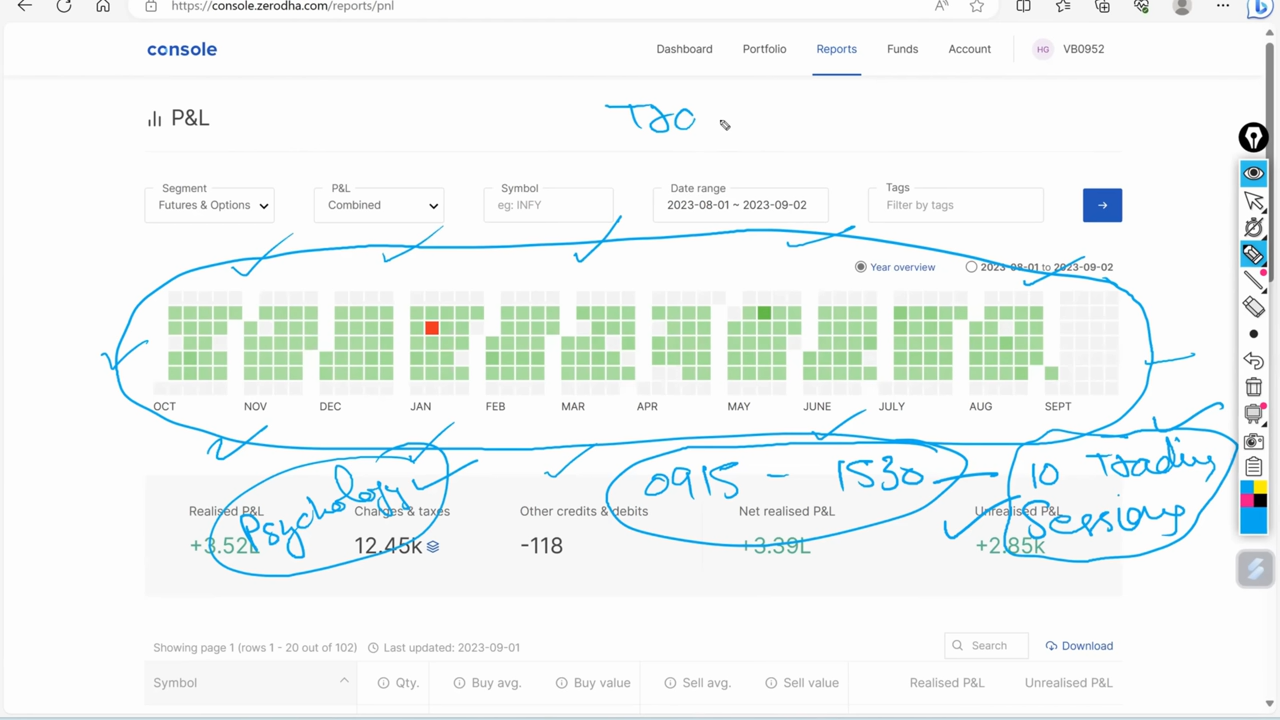 https://console.zerodha.com/reports/pnl
console
Dashboard
Portfolio
Reports
Funds
Account
HG
VB0952
P&L
Segment
Futures & Options
P&L
Combined
Symbol
eg: INFY
Date range
2023-08-01 ~ 2023-09-02
Tags
Filter by tags
Year overview
2023-08-01 to 2023-09-02
OCT
NOV
DEC
JAN
FEB
MAR
APR
MAY
JUNE
JULY
AUG
SEPT
Psychology
0915 - 1530
10 Trading
Sessions
Realised P&L
Charges & taxes
Other credits & debits
Net realised P&L
Unrealised P&L
+3.52L
12.45k
-118
+3.39L
+2.85k
Showing page 1 (rows 1 - 20 out of 102)
Last updated: 2023-09-01
Search
Download
Symbol
Qty.
Buy avg.
Buy value
Sell avg.
Sell value
Realised P&L
Unrealised P&L